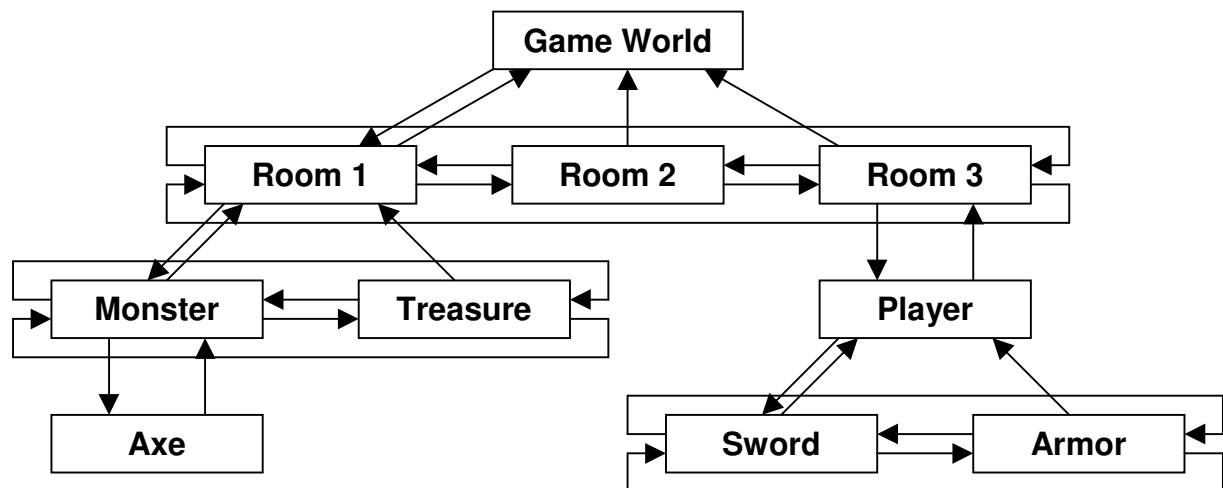 Game World
Room 1
Room 2
Room 3
Monster
Treasure
Player
Axe
Sword
Armor